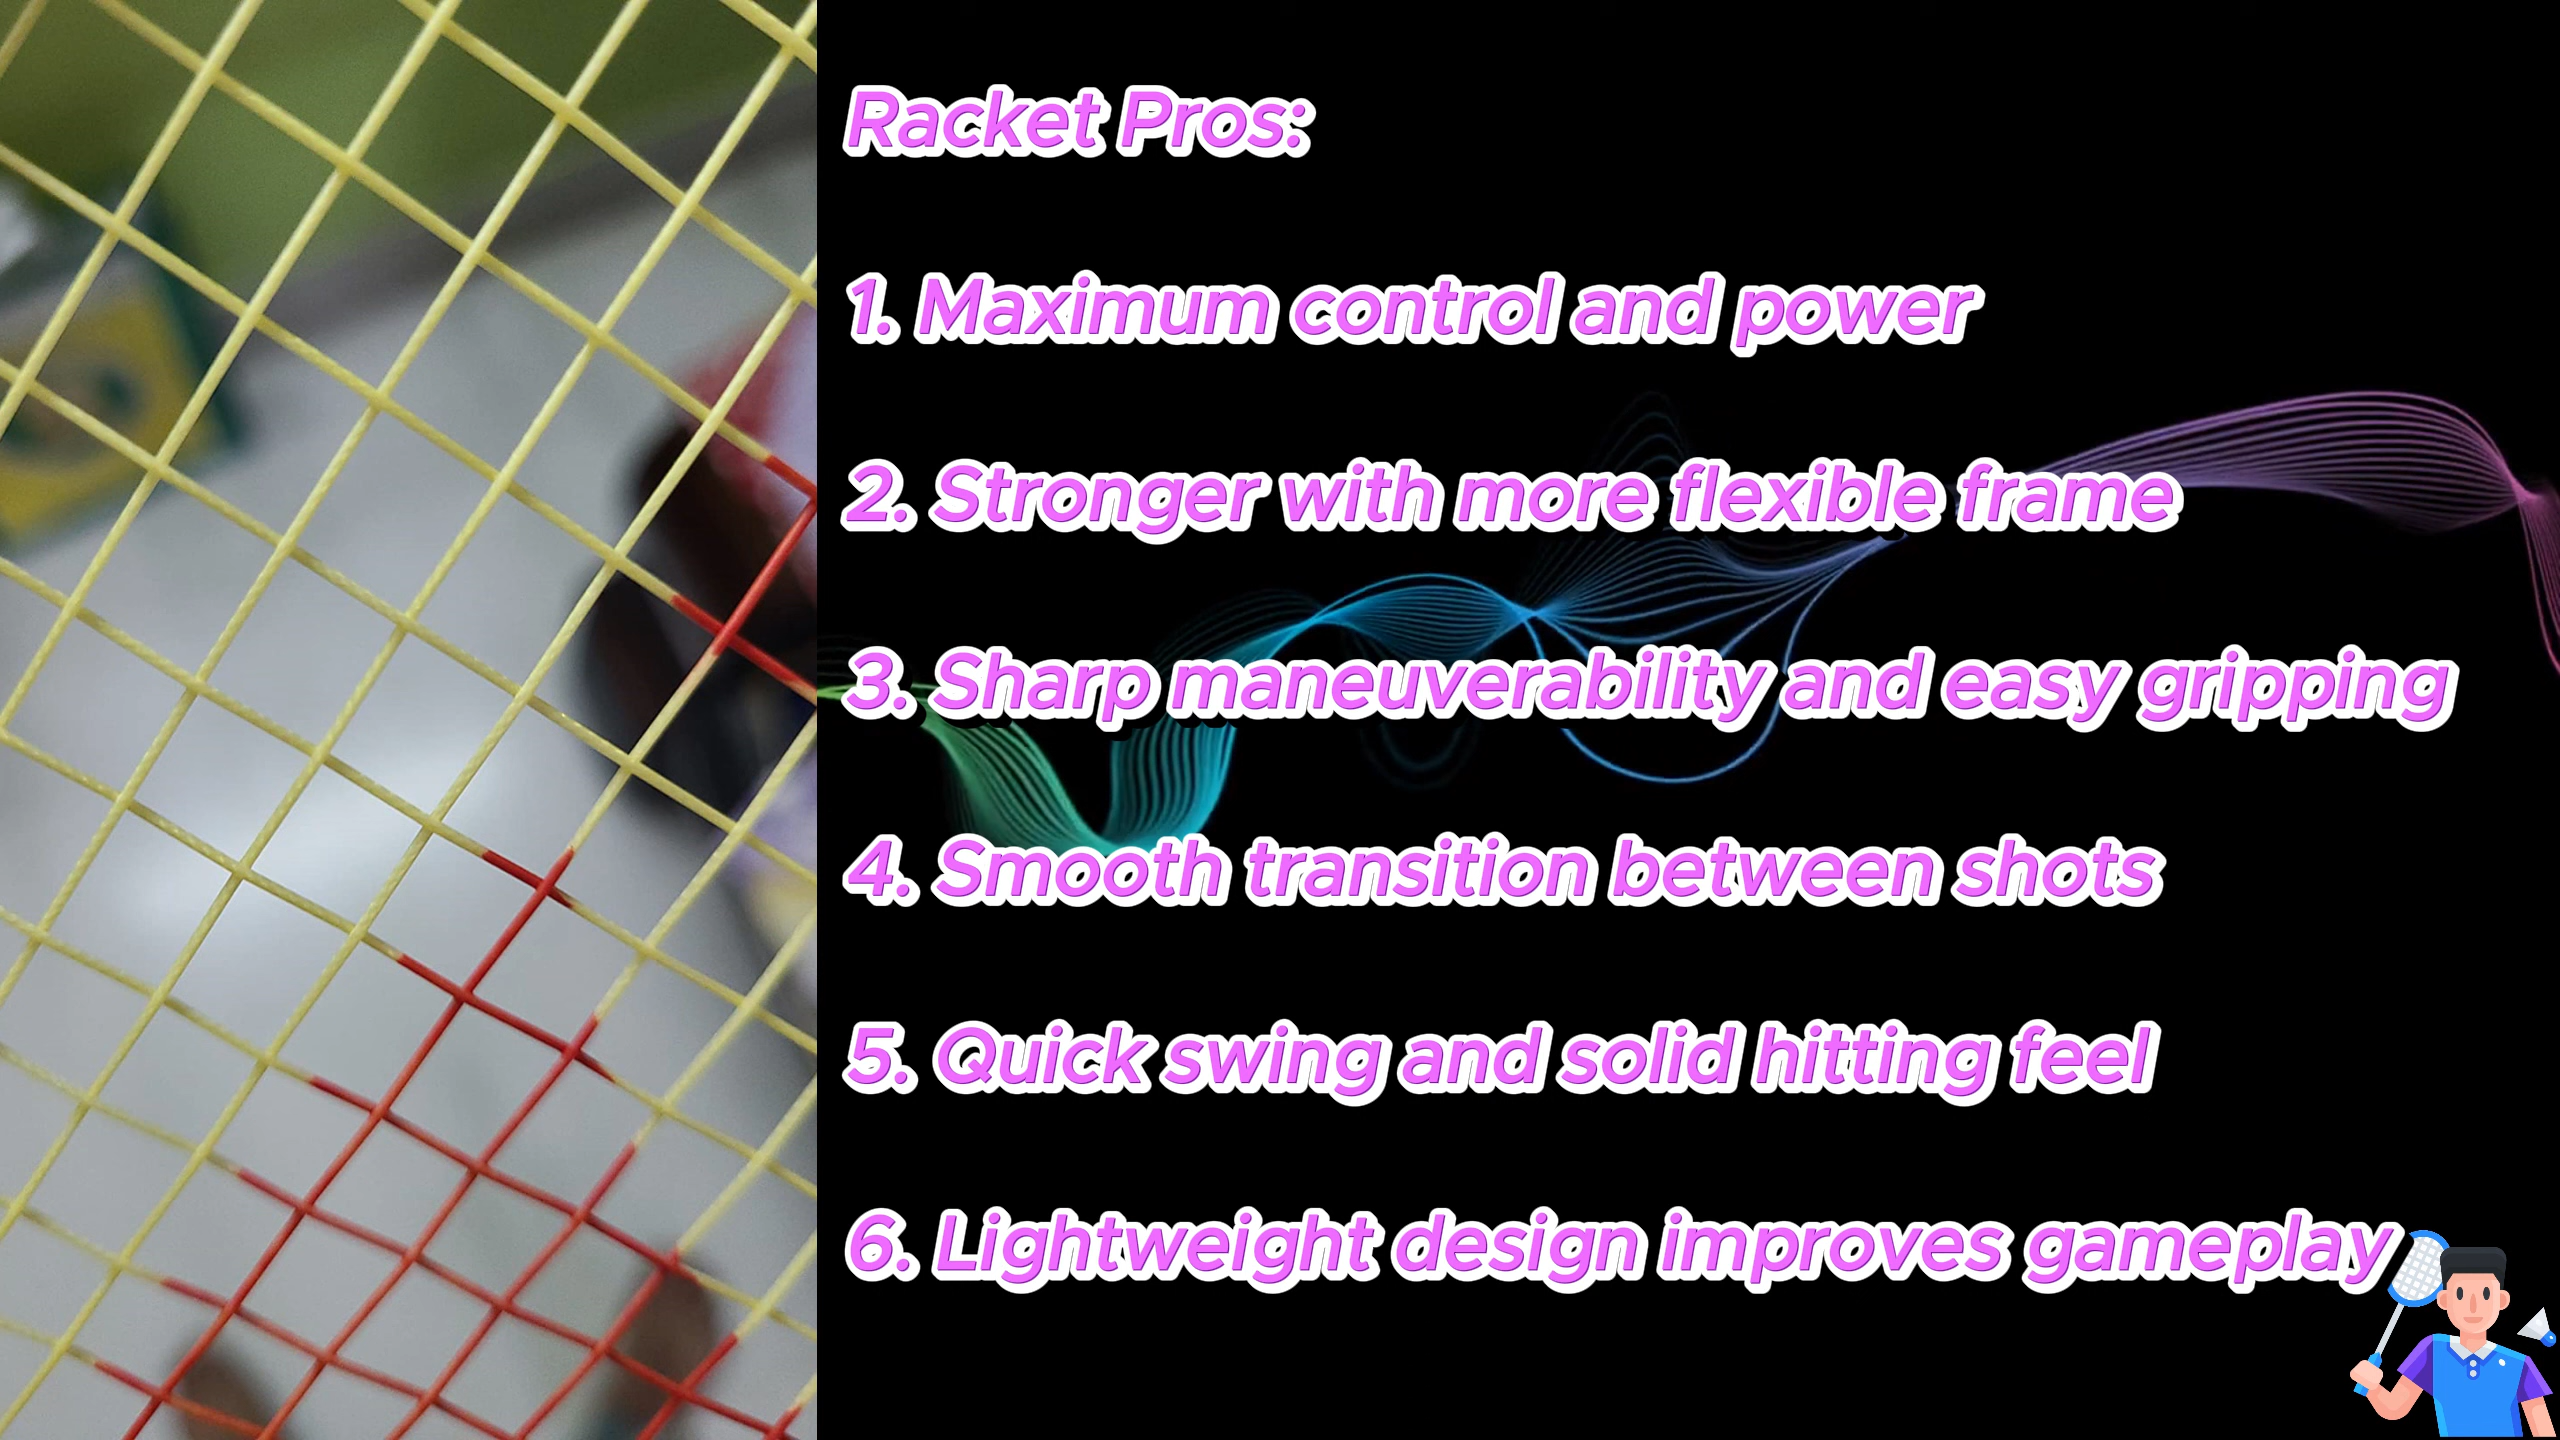 Racket Pros:
1. Maximum control and power
2. Stronger with more flexible frame
3. Sharp maneuverability and easy gripping
4. Smooth transition between shots
5. Quick swing and solid hitting feel
6. Lightweight design improves gameplay